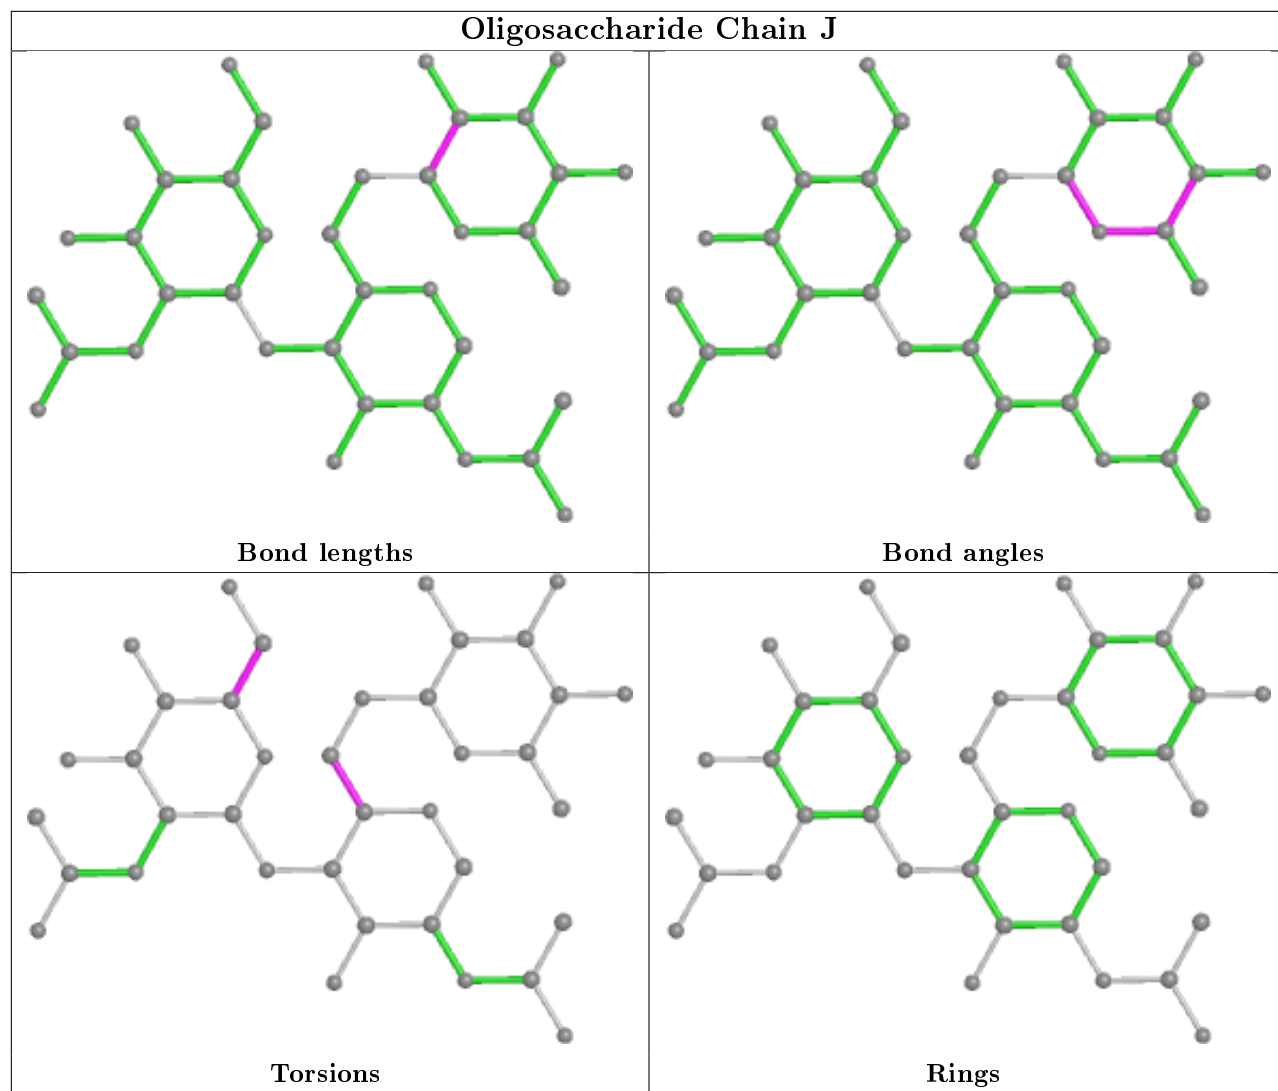 Oligosaccharide Chain J
Bond lengths
Bond angles
Torsions
Rings